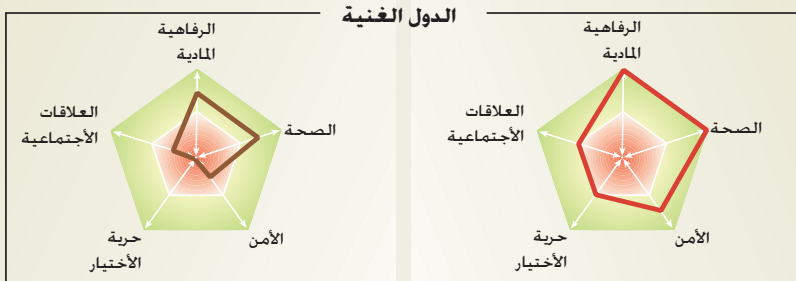 الدول الغنية
الرفاهية
المادية
الصحة
الأمن
حرية
الأختيار
العلاقات
الأجتماعية
الرفاهية
المادية
الصحة
الأمن
حرية
الأختيار
العلاقات
الأجتماعية